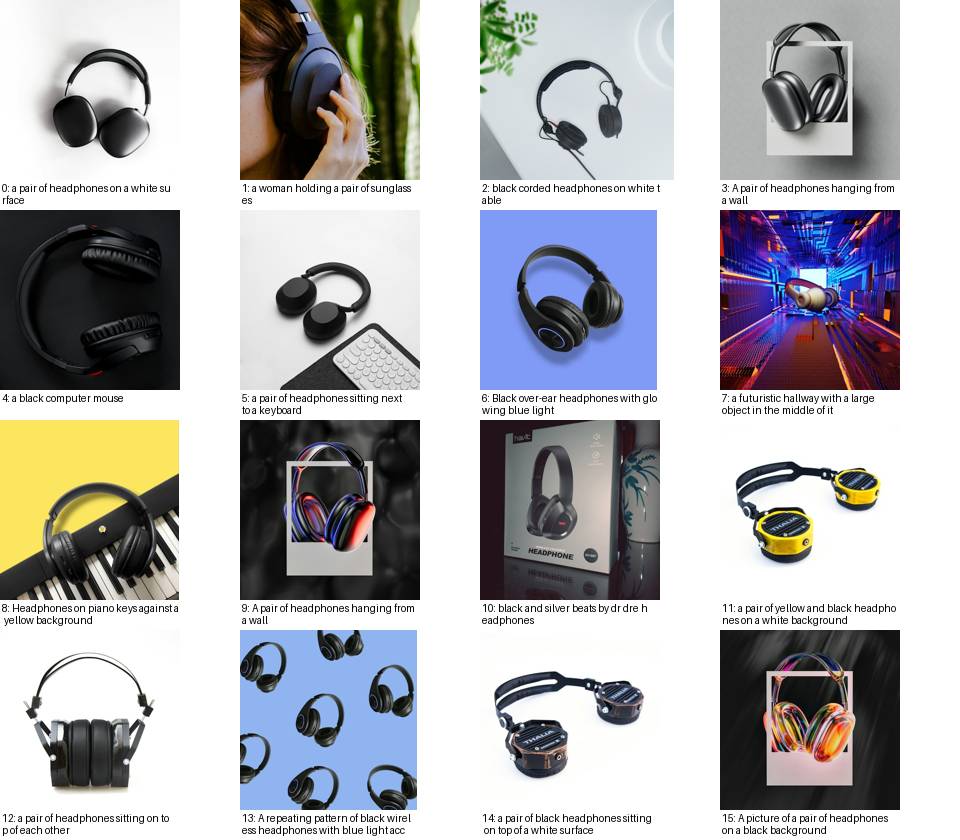 0: a pair of headphones on a white su
rface
1: a woman holding a pair of sunglass
es
2: black corded headphones on white t
able
3: A pair of headphones hanging from
a wall
4: a black computer mouse
5: a pair of headphones sitting next
to a keyboard
6: Black over-ear headphones with glo
wing blue light
7: a futuristic hallway with a large
object in the middle of it
havit
HEADPHONE
THALIA
8: Headphones on piano keys against a
yellow background
9: A pair of headphones hanging from
a wall
10: black and silver beats by dr dre h
eadphones
11: a pair of yellow and black headpho
nes on a white background
THALIA
12: a pair of headphones sitting on to
p of each other
13: A repeating pattern of black wirel
ess headphones with blue light acc
14: a pair of black headphones sitting
on top of a white surface
15: A picture of a pair of headphones
on a black background